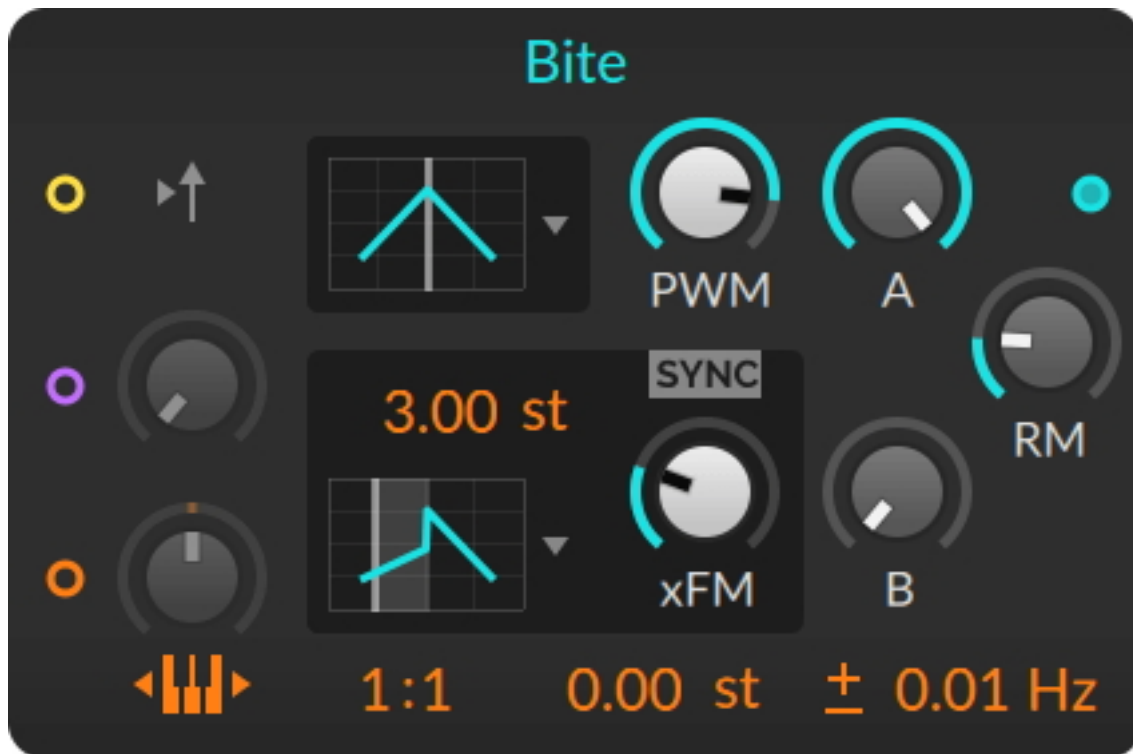 Bite
PWM
A
SYNC
3.00 st
RM
xFM
B
1:1
0.00 st
± 0.01 Hz